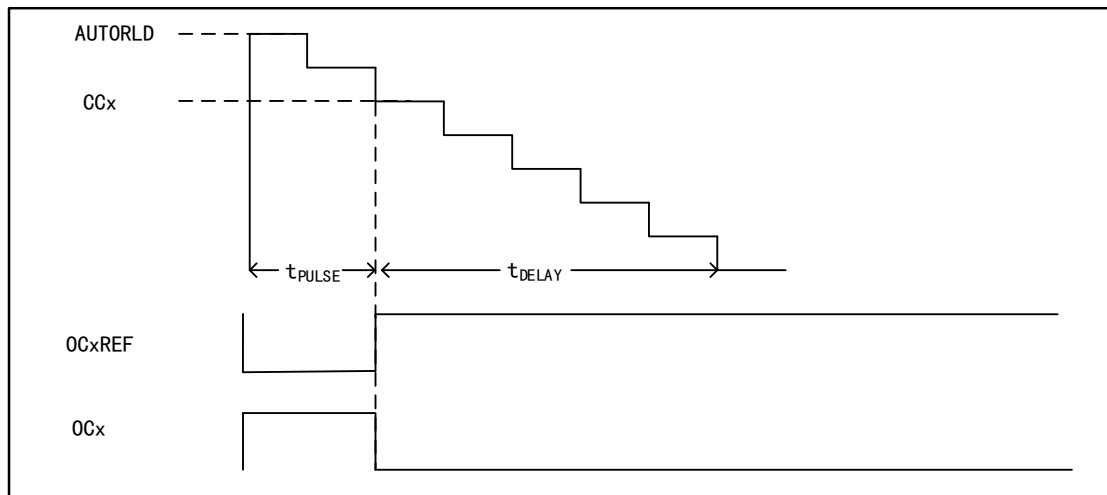 AUTORLD
CCx
tPULSE
tDELAY
OCxREF
OCx